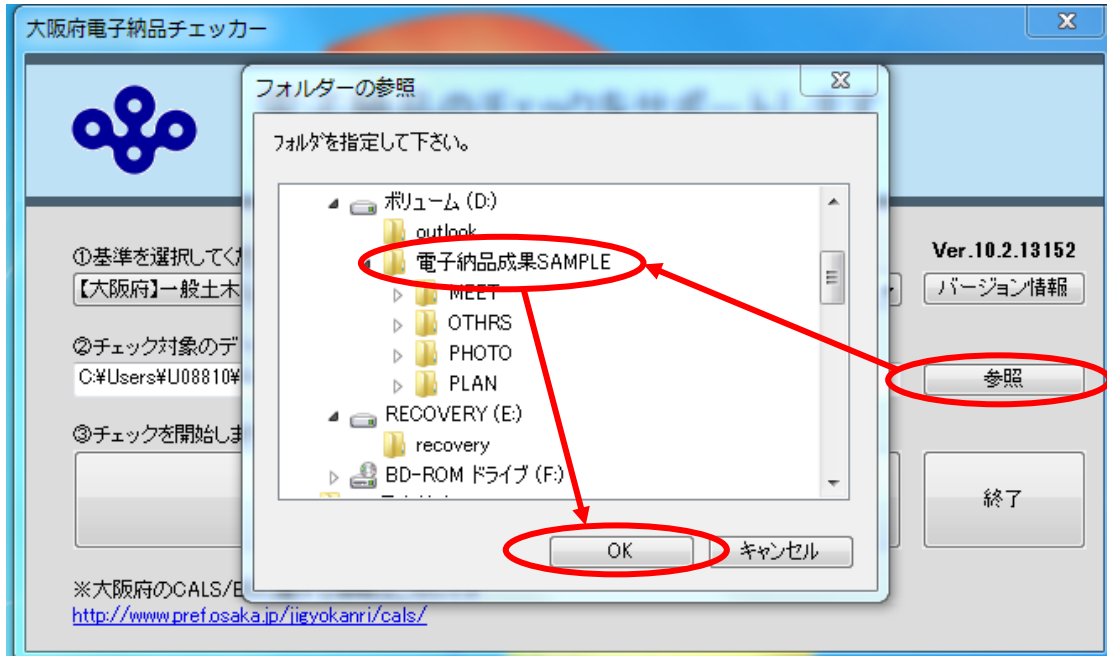 大阪府電子納品チェッカー
フォルダーの参照
フォルダを指定して下さい。
ボリューム (D:)
outlook
電子納品成果SAMPLE
MEET
OTHRS
PHOTO
PLAN
RECOVERY (E:)
recovery
BD-ROM ドライブ (F:)
OK
キャンセル
①基準を選択してくだ
【大阪府】一般土木
②チェック対象のデ
C:¥Users¥U08810¥
③チェックを開始しま
Ver.10.2.13152
バージョン情報
参照
終了
※大阪府のCALS/E
http://www.pref.osaka.jp/jigyokanri/cals/